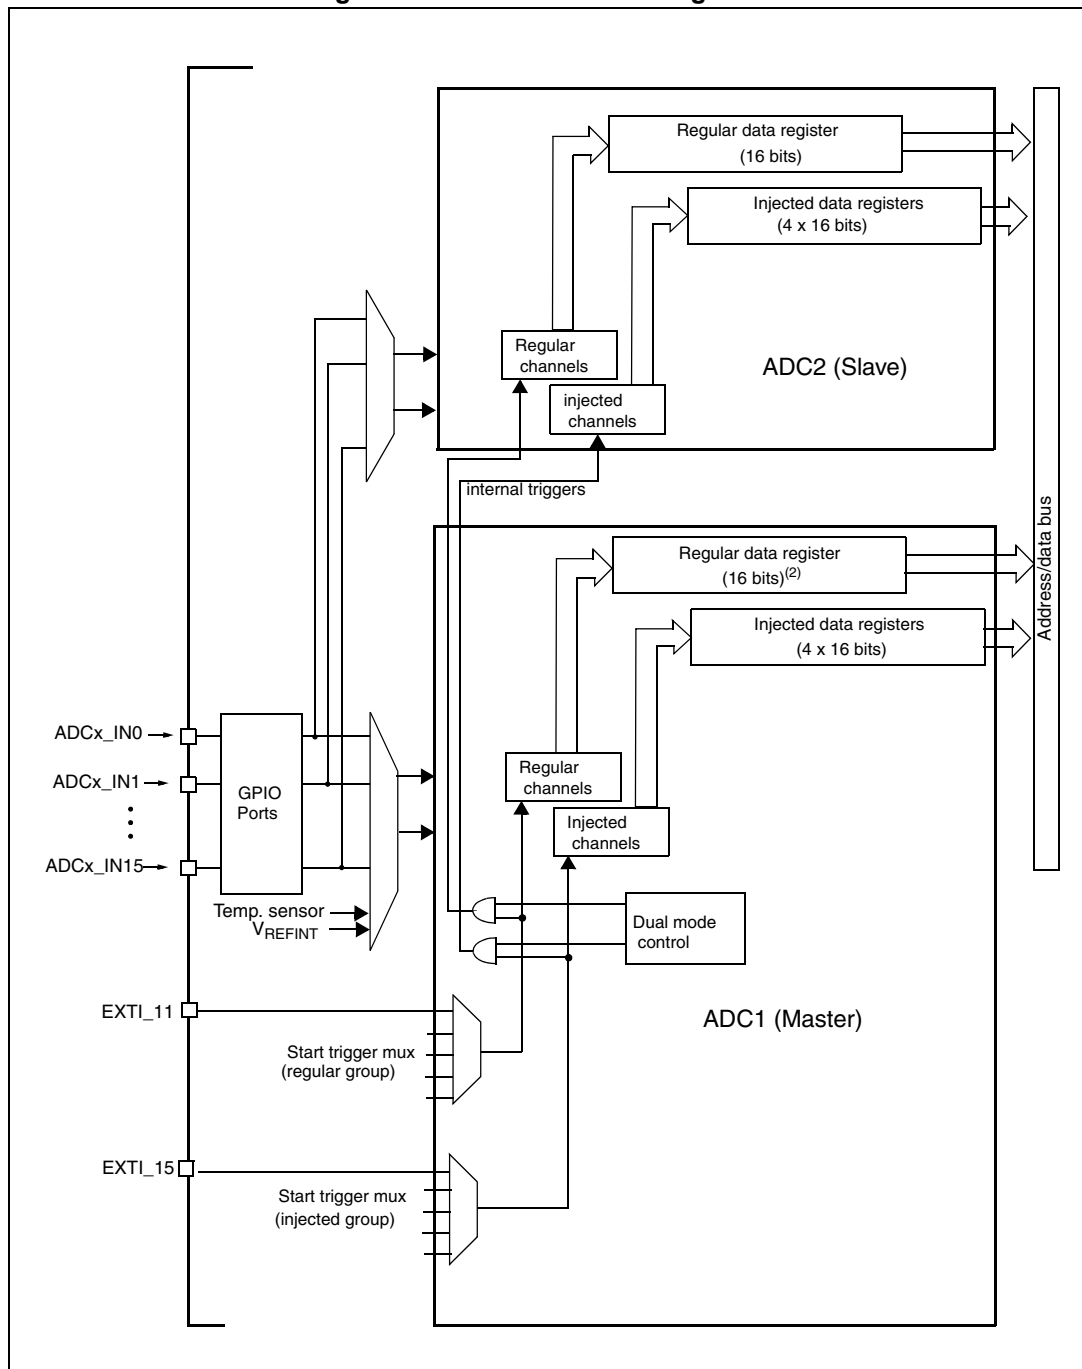 Regular data register
(16 bits)
Injected data registers
(4 x 16 bits)
Regular
channels
ADC2 (Slave)
injected
channels
internal triggers
Address/data bus
Regular data register
(16 bits)(2)
Injected data registers
(4 x 16 bits)
ADCx_IN0
ADCx_IN1
ADCx_IN15
GPIO
Ports
Regular
channels
Injected
channels
Temp. sensor
VREFINT
Dual mode
control
EXTI_11
ADC1 (Master)
Start trigger mux
(regular group)
EXTI_15
Start trigger mux
(injected group)